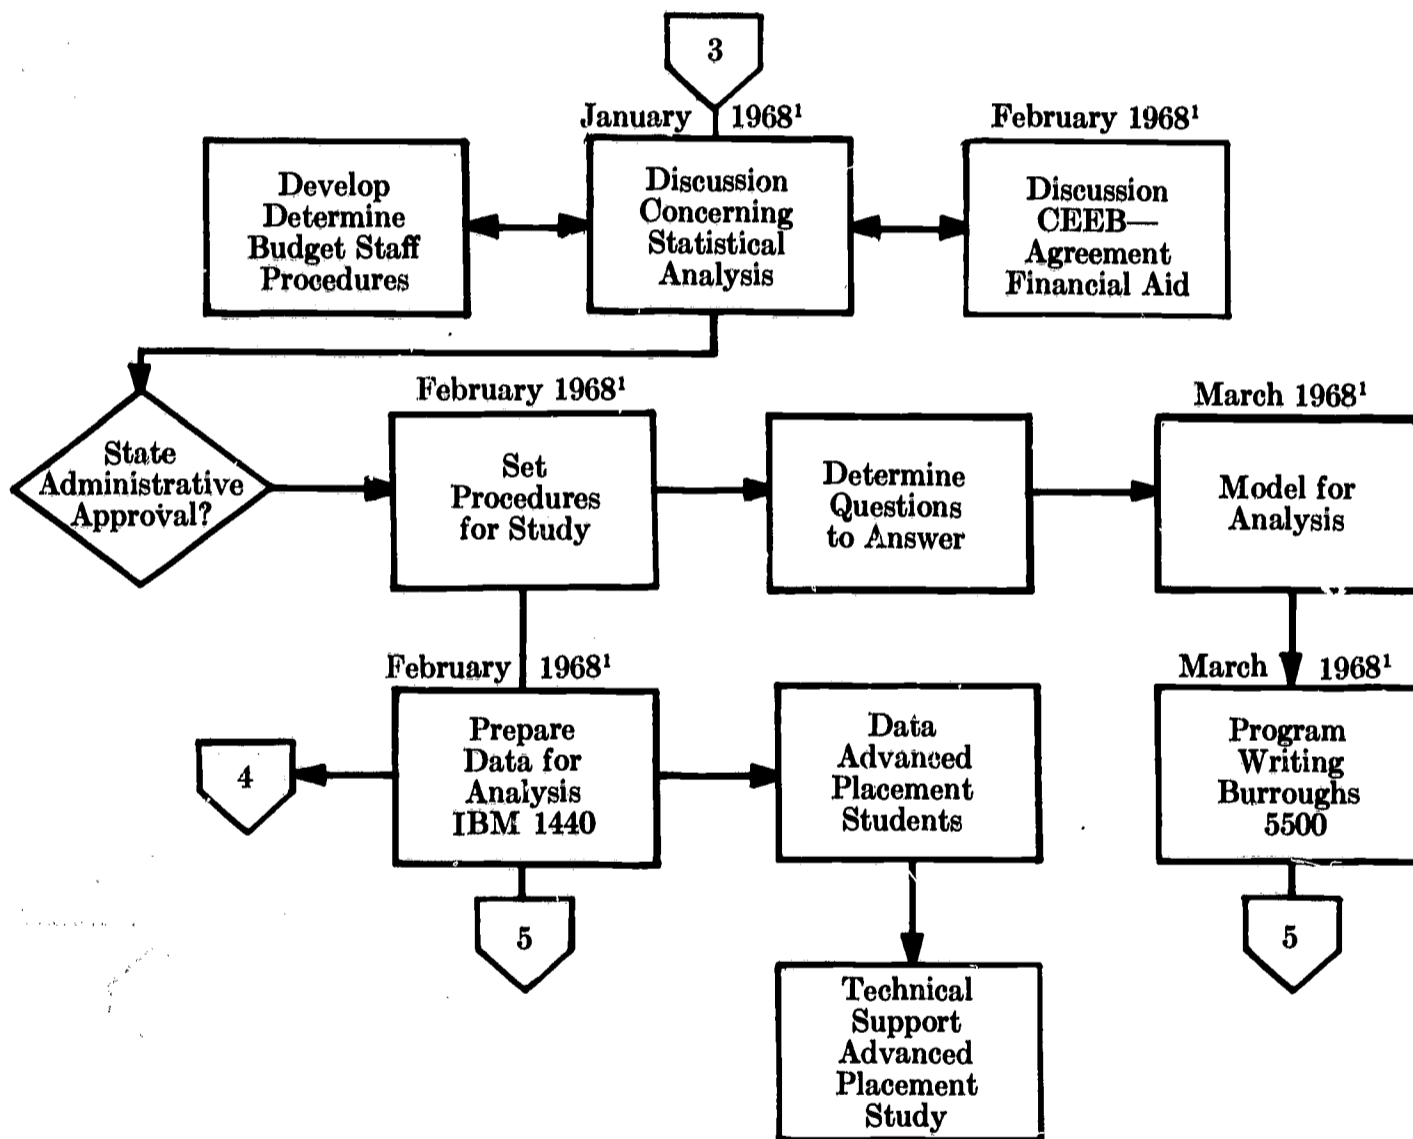 3
January 1968¹
February 1968¹
Develop
Determine
Budget Staff
Procedures
Discussion
Concerning
Statistical
Analysis
Discussion
CEEB—
Agreement
Financial Aid
State
Administrative
Approval?
February 1968¹
Set
Procedures
for Study
Determine
Questions
to Answer
March 1968¹
Model for
Analysis
February 1968¹
Prepare
Data for
Analysis
IBM 1440
4
5
Data
Advanced
Placement
Students
March 1968¹
Program
Writing
Burroughs
5500
5
Technical
Support
Advanced
Placement
Study